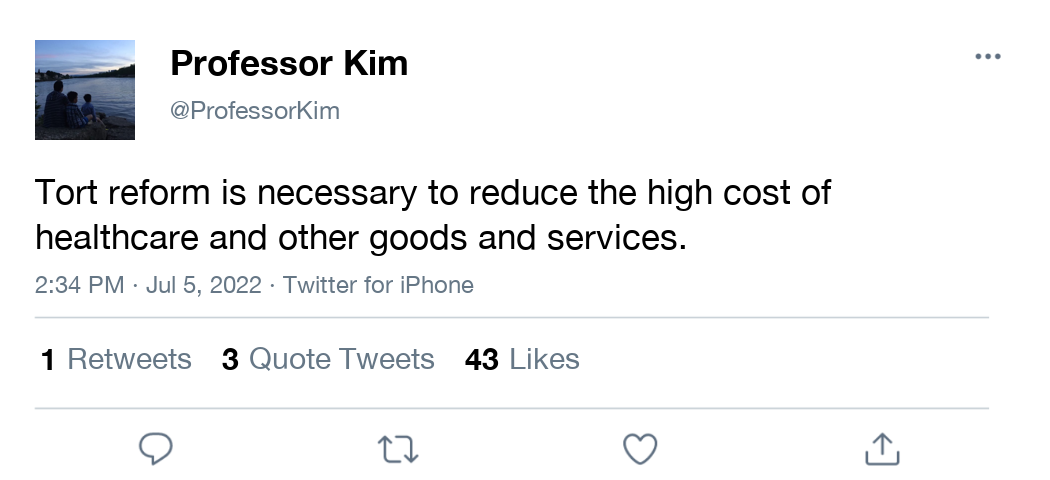 Professor Kim
@ProfessorKim
Tort reform is necessary to reduce the high cost of
healthcare and other goods and services.
2:34 PM · Jul 5, 2022 · Twitter for iPhone
1 Retweets 3 Quote Tweets 43 Likes